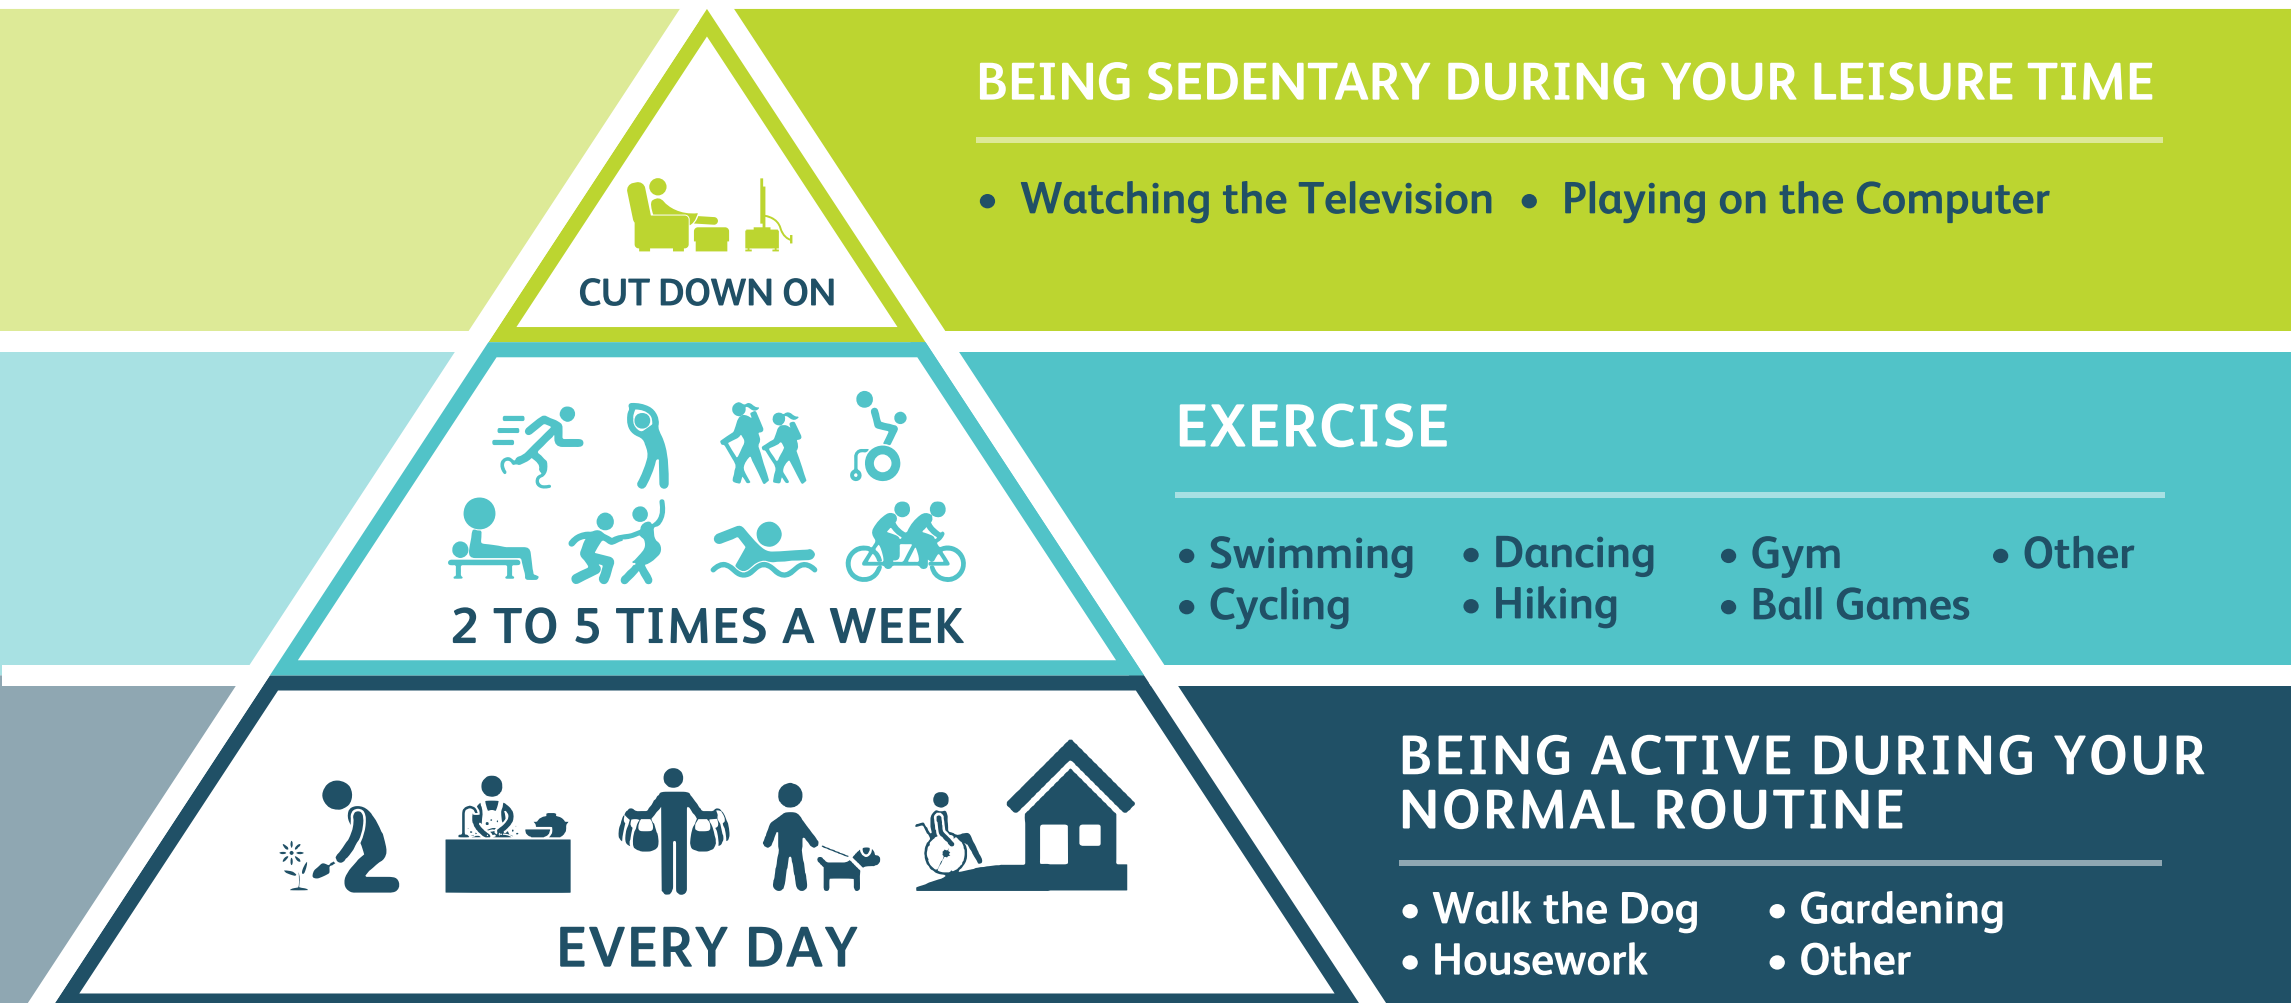 BEING SEDENTARY DURING YOUR LEISURE TIME
• Watching the Television • Playing on the Computer
CUT DOWN ON
EXERCISE
• Swimming • Dancing • Gym • Other
• Cycling • Hiking • Ball Games
2 TO 5 TIMES A WEEK
BEING ACTIVE DURING YOUR
NORMAL ROUTINE
• Walk the Dog • Gardening
• Housework • Other
EVERY DAY